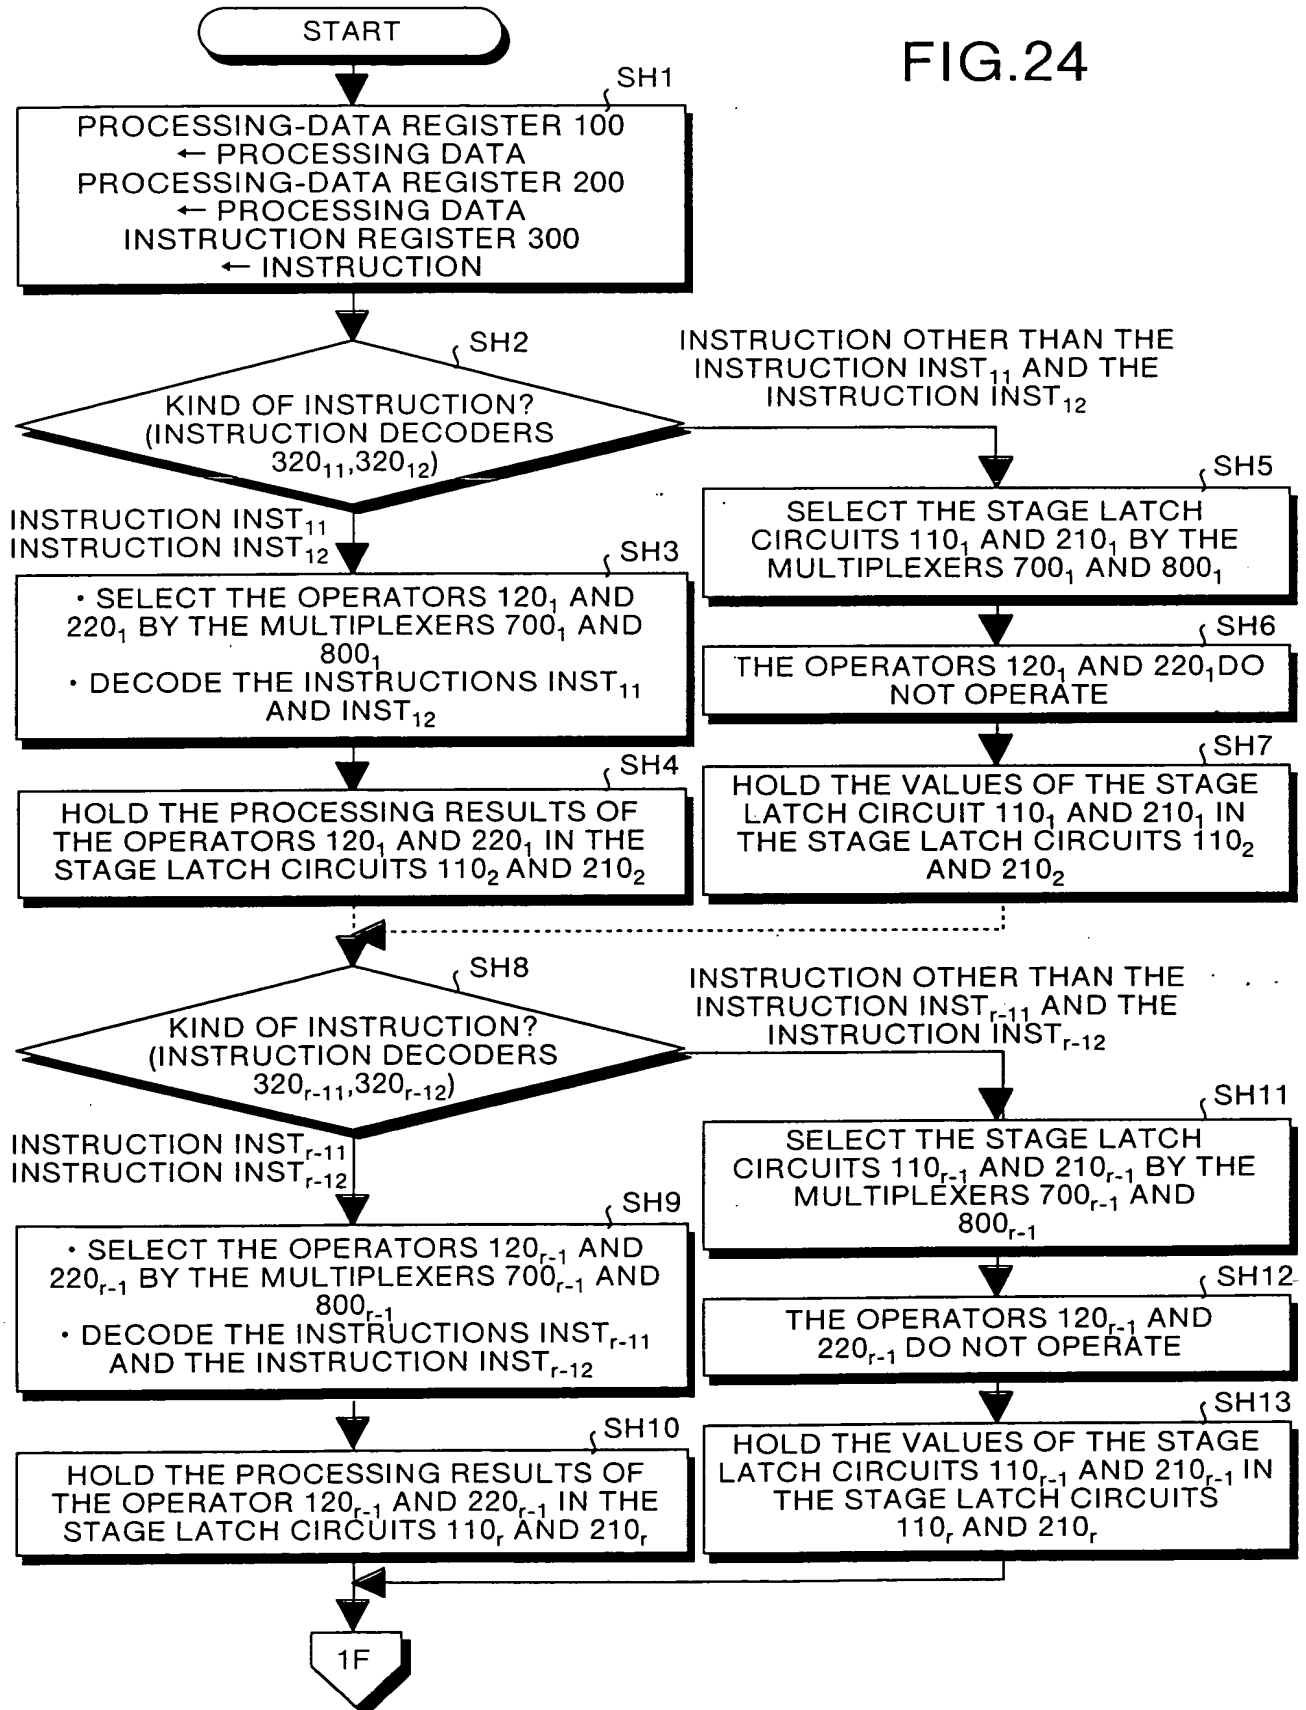 START
FIG.24
SH1
PROCESSING-DATA REGISTER 100
← PROCESSING DATA
PROCESSING-DATA REGISTER 200
← PROCESSING DATA
INSTRUCTION REGISTER 300
← INSTRUCTION
SH2
KIND OF INSTRUCTION?
(INSTRUCTION DECODERS
320₁₁,320₁₂)
INSTRUCTION OTHER THAN THE
INSTRUCTION INST₁₁ AND THE
INSTRUCTION INST₁₂
INSTRUCTION INST₁₁
INSTRUCTION INST₁₂
SH3
• SELECT THE OPERATORS 120₁ AND
220₁ BY THE MULTIPLEXERS 700₁ AND
800₁
• DECODE THE INSTRUCTIONS INST₁₁
AND INST₁₂
SH4
HOLD THE PROCESSING RESULTS OF
THE OPERATORS 120₁ AND 220₁ IN THE
STAGE LATCH CIRCUITS 110₂ AND 210₂
SH5
SELECT THE STAGE LATCH
CIRCUITS 110₁ AND 210₁ BY THE
MULTIPLEXERS 700₁ AND 800₁
SH6
THE OPERATORS 120₁ AND 220₁DO
NOT OPERATE
SH7
HOLD THE VALUES OF THE STAGE
LATCH CIRCUIT 110₁ AND 210₁ IN
THE STAGE LATCH CIRCUITS 110₂
AND 210₂
SH8
KIND OF INSTRUCTION?
(INSTRUCTION DECODERS
320ᵣ₋₁₁,320ᵣ₋₁₂)
INSTRUCTION OTHER THAN THE
INSTRUCTION INSTᵣ₋₁₁ AND THE
INSTRUCTION INSTᵣ₋₁₂
INSTRUCTION INSTᵣ₋₁₁
INSTRUCTION INSTᵣ₋₁₂
SH9
• SELECT THE OPERATORS 120ᵣ₋₁ AND
220ᵣ₋₁ BY THE MULTIPLEXERS 700ᵣ₋₁ AND
800ᵣ₋₁
• DECODE THE INSTRUCTIONS INSTᵣ₋₁₁
AND THE INSTRUCTION INSTᵣ₋₁₂
SH10
HOLD THE PROCESSING RESULTS OF
THE OPERATOR 120ᵣ₋₁ AND 220ᵣ₋₁ IN THE
STAGE LATCH CIRCUITS 110ᵣ AND 210ᵣ
SH11
SELECT THE STAGE LATCH
CIRCUITS 110ᵣ₋₁ AND 210ᵣ₋₁ BY THE
MULTIPLEXERS 700ᵣ₋₁ AND
800ᵣ₋₁
SH12
THE OPERATORS 120ᵣ₋₁ AND
220ᵣ₋₁ DO NOT OPERATE
SH13
HOLD THE VALUES OF THE STAGE
LATCH CIRCUITS 110ᵣ₋₁ AND 210ᵣ₋₁ IN
THE STAGE LATCH CIRCUITS
110ᵣ AND 210ᵣ
1F